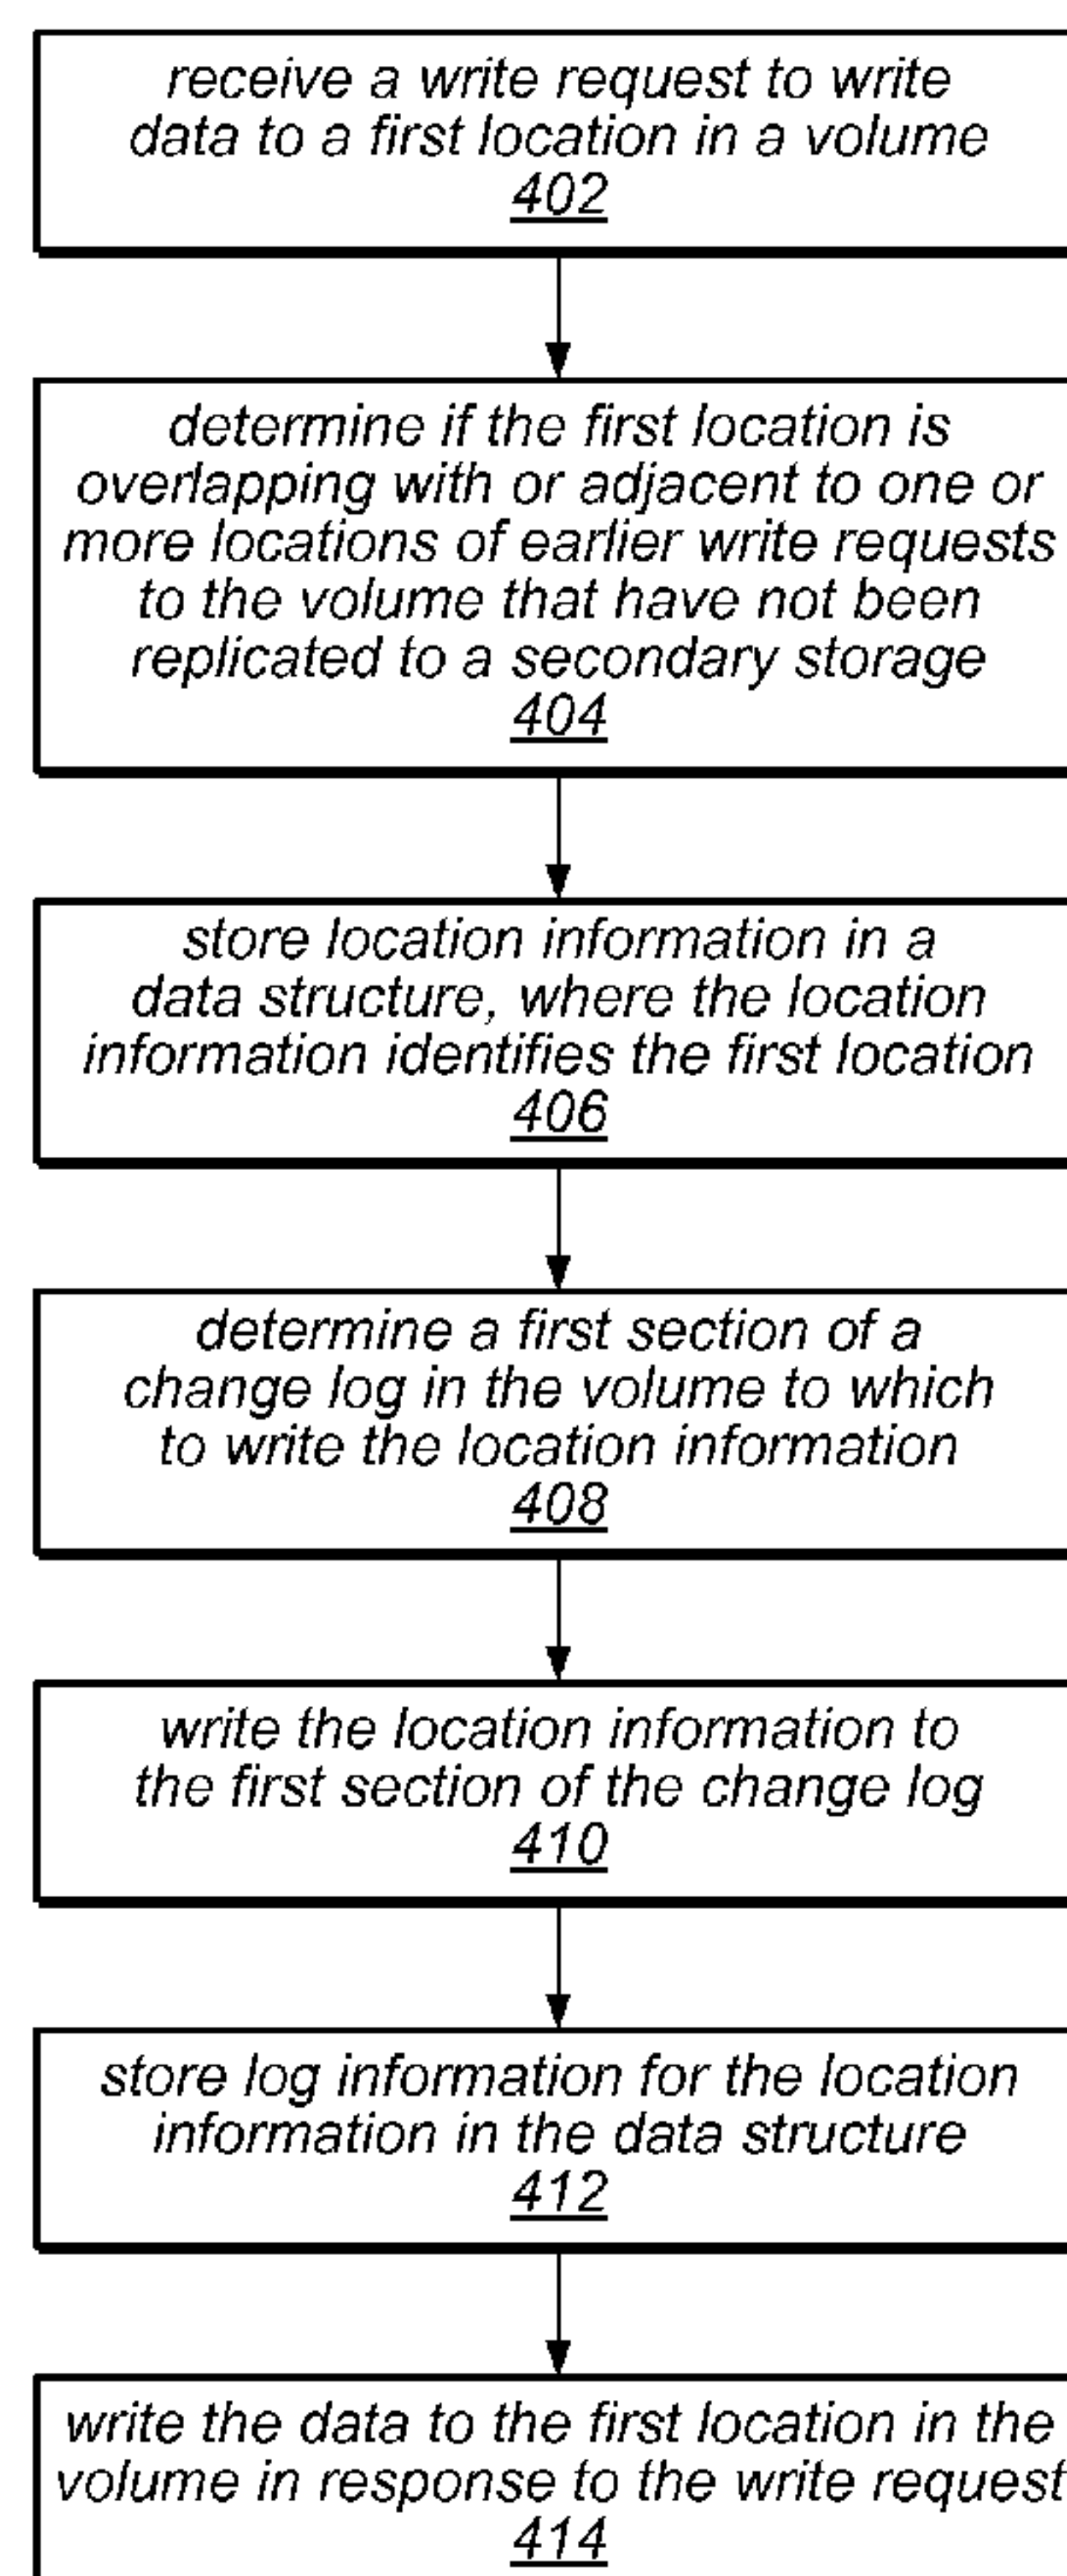 receive a write request to write
data to a first location in a volume
402
determine if the first location is
overlapping with or adjacent to one or
more locations of earlier write requests
to the volume that have not been
replicated to a secondary storage
404
store location information in a
data structure, where the location
information identifies the first location
406
determine a first section of a
change log in the volume to which
to write the location information
408
write the location information to
the first section of the change log
410
store log information for the location
information in the data structure
412
write the data to the first location in the
volume in response to the write request
414